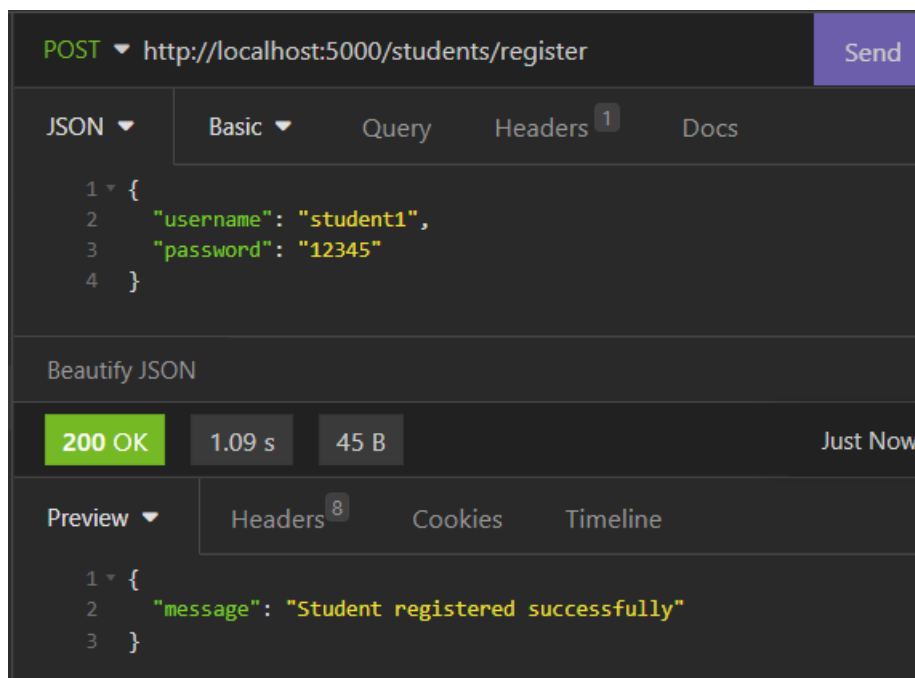 POST http://localhost:5000/students/register Send
JSON Basic Query Headers 1 Docs
1 {
2 "username": "student1",
3 "password": "12345"
4 }
Beautify JSON
200 OK 1.09 s 45 B Just Now
Preview Headers 8 Cookies Timeline
1 {
2 "message": "Student registered successfully"
3 }